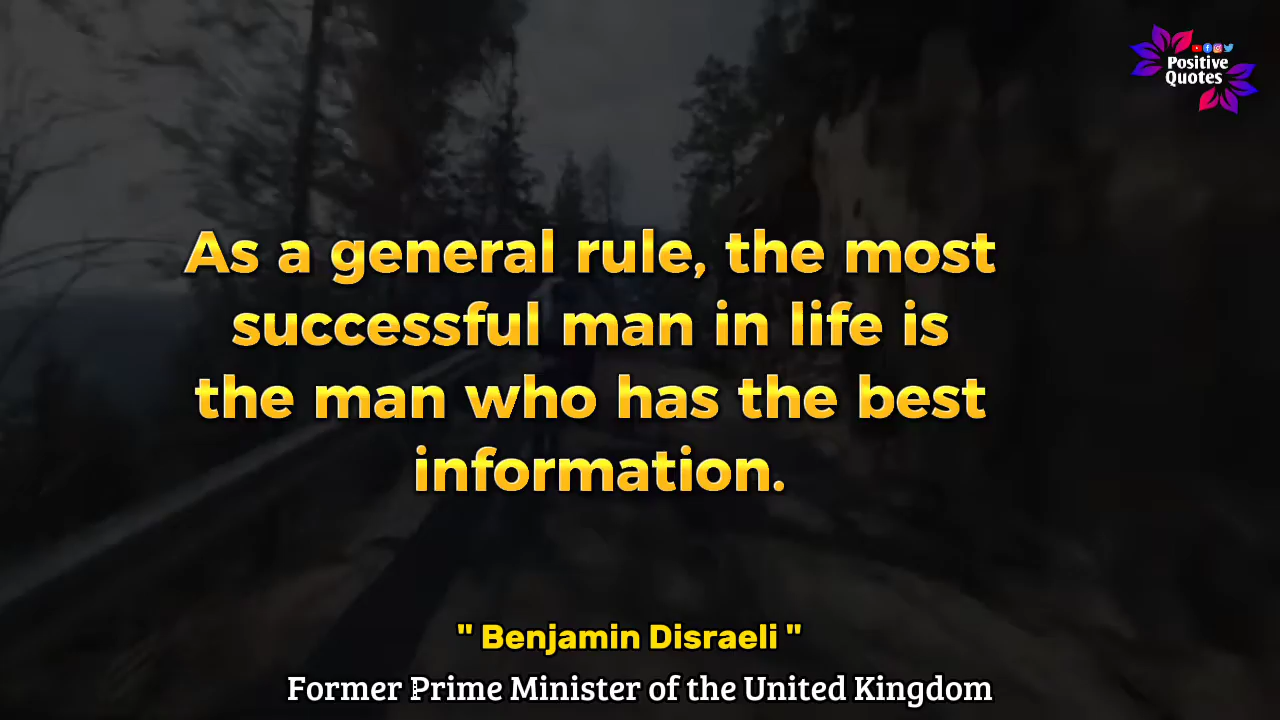 Positive
Quotes
As a general rule, the most
successful man in life is
the man who has the best
information.
" Benjamin Disraeli "
Former Prime Minister of the United Kingdom